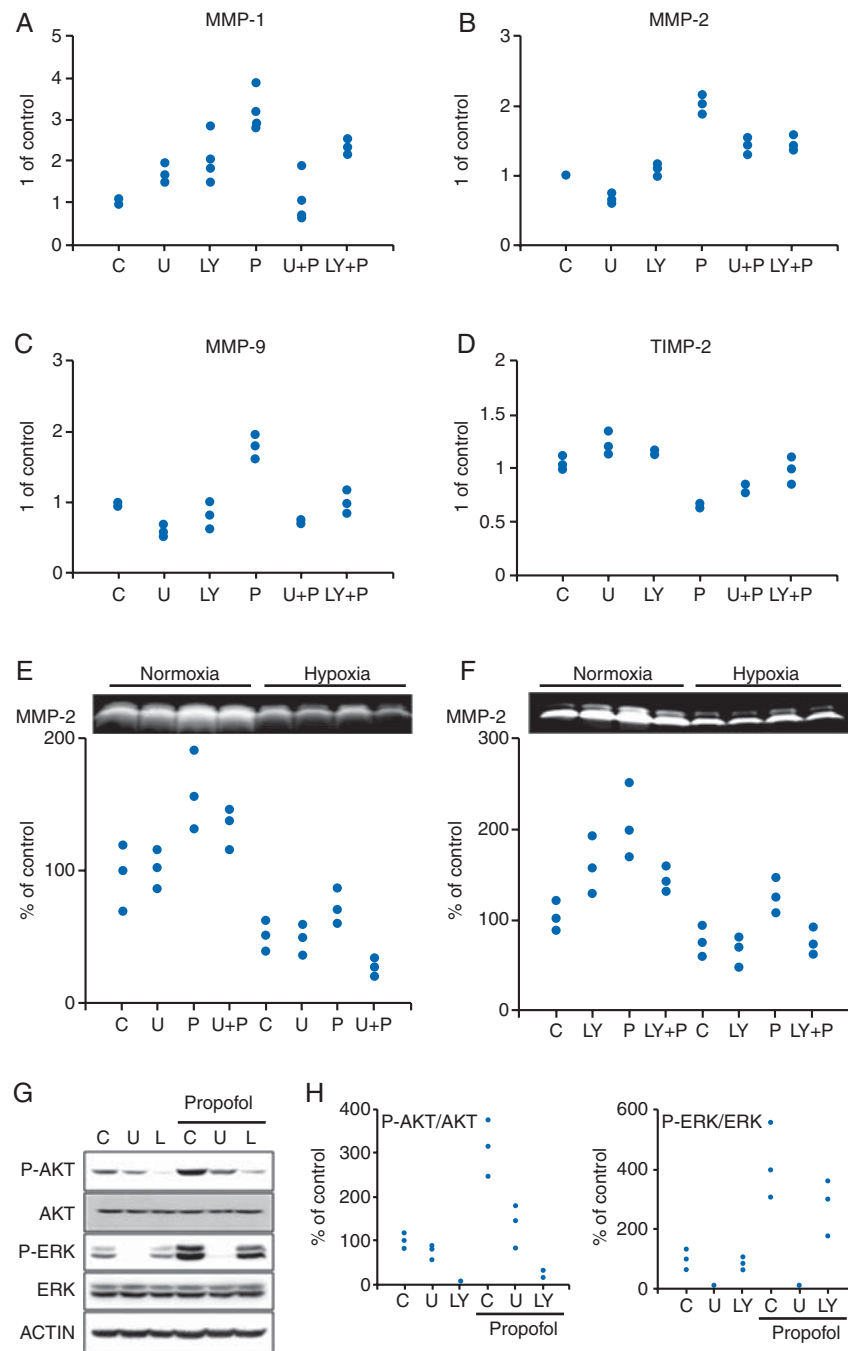 A
MMP-1
1 of control
5
4
3
2
1
0
C U LY P U+P LY+P
B
MMP-2
1 of control
3
2
1
0
C U LY P U+P LY+P
C
MMP-9
1 of control
3
2
1
0
C U LY P U+P LY+P
D
TIMP-2
1 of control
2
1.5
1
0.5
0
C U LY P U+P LY+P
E
Normoxia Hypoxia
MMP-2
% of control
200
100
0
C U P U+P C U P U+P
F
Normoxia Hypoxia
MMP-2
% of control
300
200
100
0
C LY P LY+P C LY P LY+P
G
Propofol
C U L C U L
P-AKT
AKT
P-ERK
ERK
ACTIN
H
P-AKT/AKT
% of control
400
300
200
100
0
C U LY C U LY
Propofol
P-ERK/ERK
% of control
600
400
200
0
C U LY C U LY
Propofol